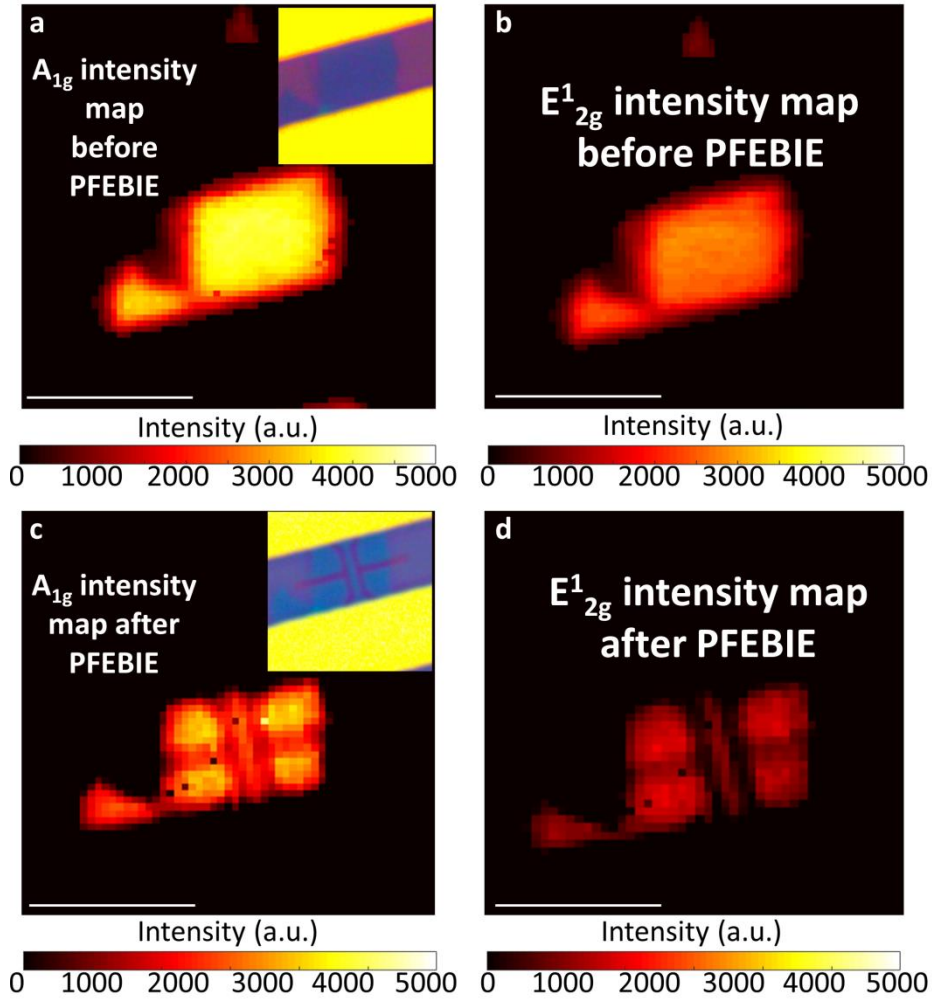 a
A1g intensity
map
before
PFEBIE
b
E¹2g intensity map
before PFEBIE
Intensity (a.u.)
0 1000 2000 3000 4000 5000
Intensity (a.u.)
0 1000 2000 3000 4000 5000
c
A1g intensity
map after
PFEBIE
d
E¹2g intensity map
after PFEBIE
Intensity (a.u.)
0 1000 2000 3000 4000 5000
Intensity (a.u.)
0 1000 2000 3000 4000 5000